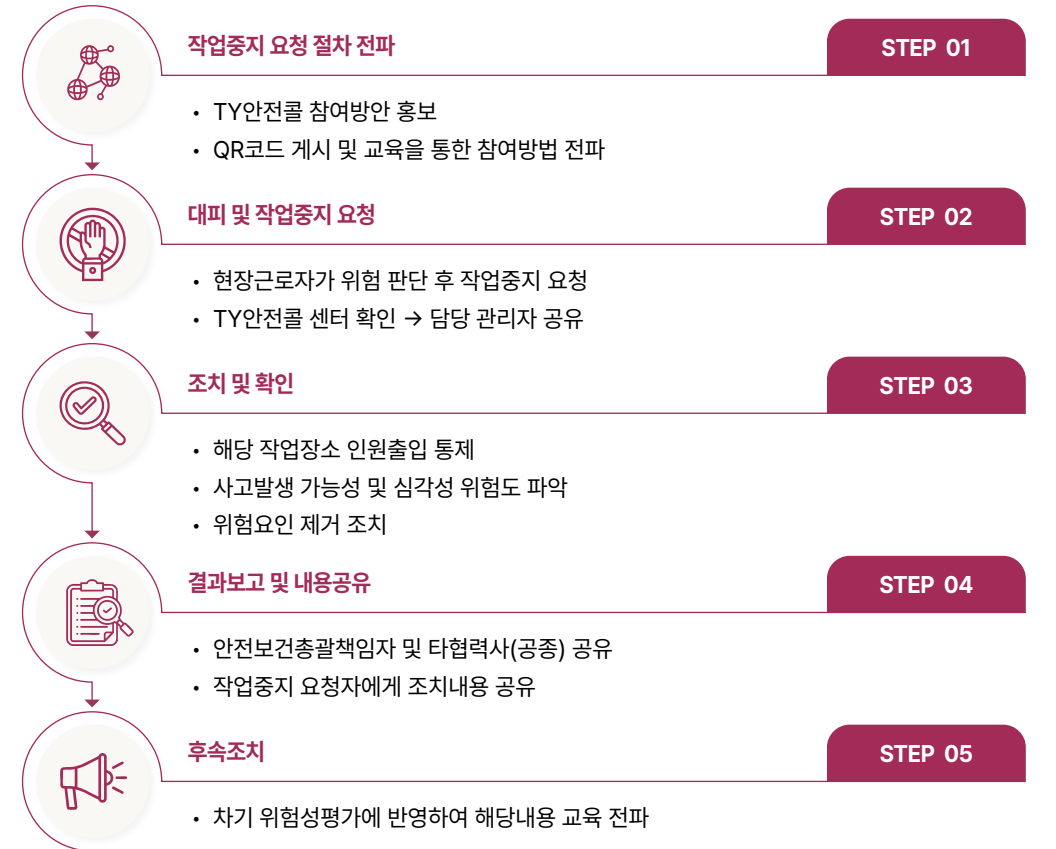 작업중지 요청 절차 전파
STEP 01
• TY안전콜 참여방안 홍보
• QR코드 게시 및 교육을 통한 참여방법 전파
대피 및 작업중지 요청
STEP 02
• 현장근로자가 위험 판단 후 작업중지 요청
• TY안전콜 센터 확인 → 담당 관리자 공유
조치 및 확인
STEP 03
• 해당 작업장소 인원출입 통제
• 사고발생 가능성 및 심각성 위험도 파악
• 위험요인 제거 조치
결과보고 및 내용공유
STEP 04
• 안전보건총괄책임자 및 타협력사(공종) 공유
• 작업중지 요청자에게 조치내용 공유
후속조치
STEP 05
• 차기 위험성평가에 반영하여 해당내용 교육 전파